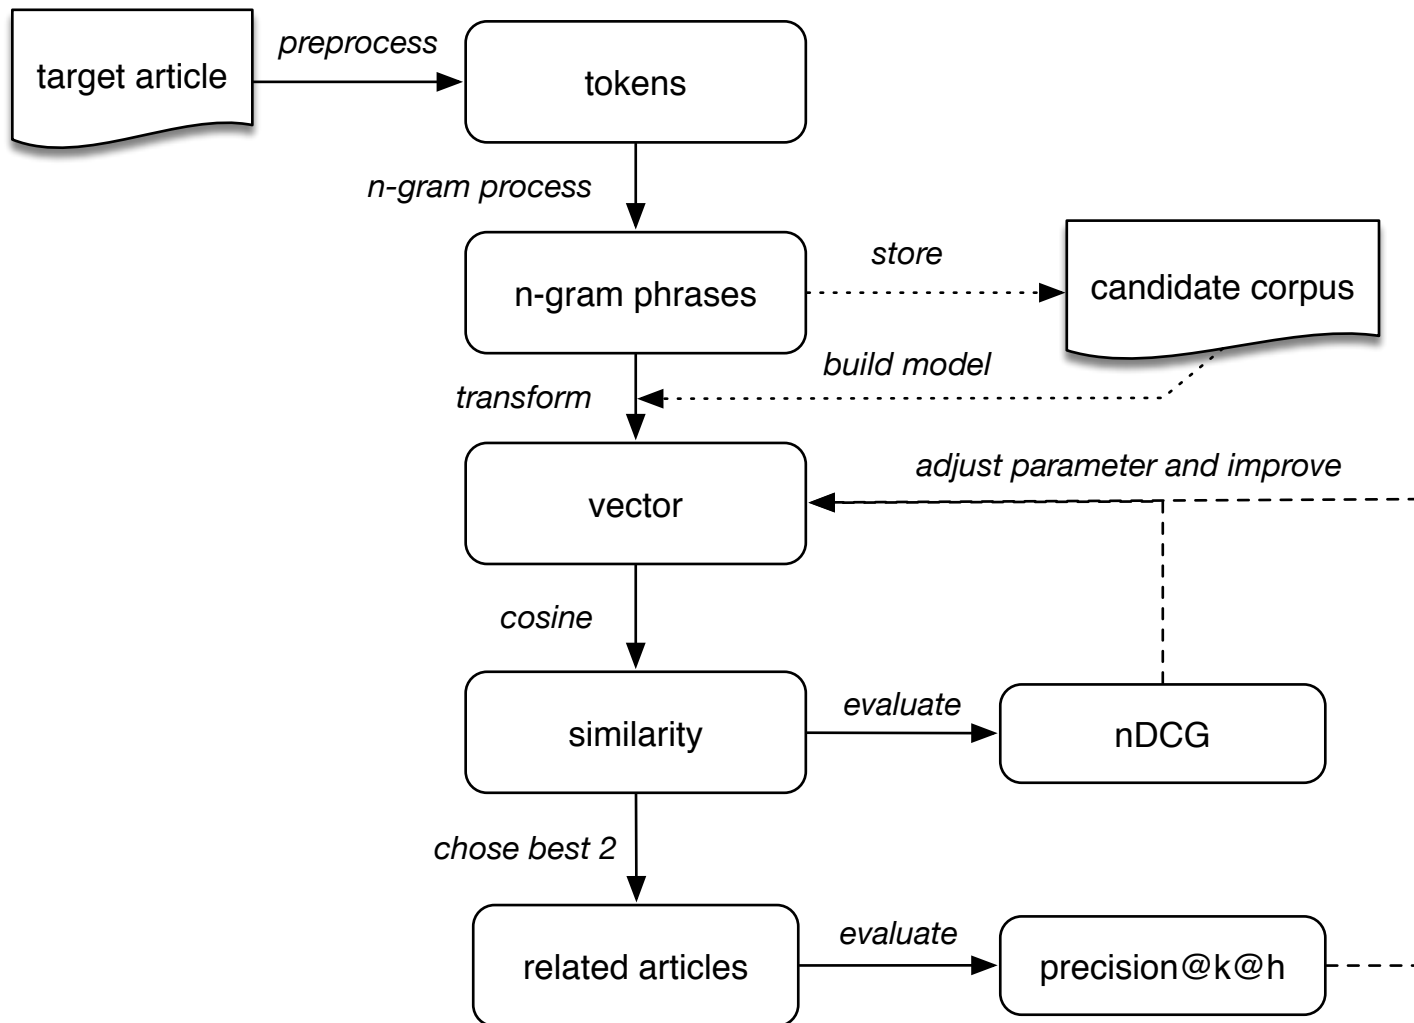 target article
preprocess
tokens
n-gram process
n-gram phrases
store
candidate corpus
build model
transform
vector
adjust parameter and improve
cosine
similarity
evaluate
nDCG
chose best 2
related articles
evaluate
precision@k@h